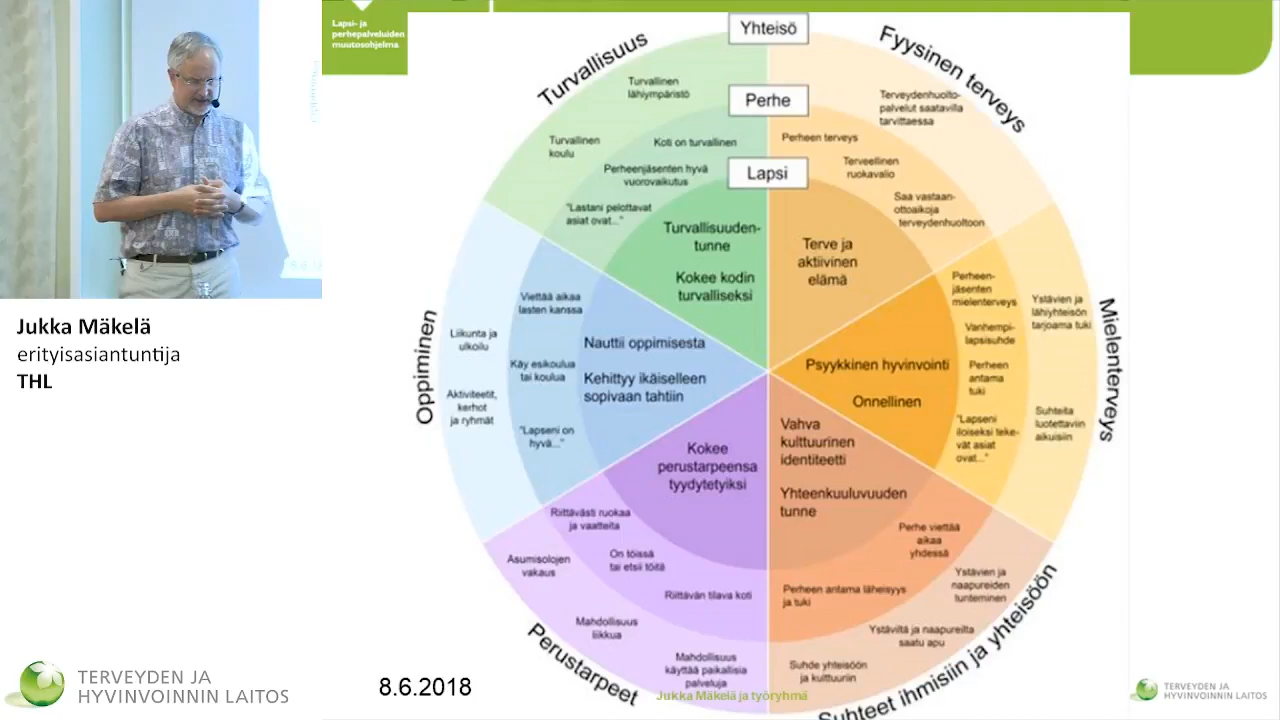 Lapsi- ja
perhepalveluiden
muutosohjelma
Jukka Mäkelä
erityisasiantuntija
THL
TERVEYDEN JA
HYVINVOINNIN LAITOS
8.6.2018
Yhteisö
Perhe
Lapsi
Turvallisuus
Turvallinen
lähiympäristö
Turvallinen
koulu
Koti on turvallinen
Perheenjäsenten hyvä
vuorovaikutus
"Lastani pelottavat
asiat ovat..."
Turvallisuuden-
tunne
Kokee kodin
turvalliseksi
Fyysinen terveys
Terveydenhuolto-
palvelut saatavilla
tarvittaessa
Perheen terveys
Terveellinen
ruokavalio
Saa vastaan-
ottoaikoja
terveydenhuoltoon
Terve ja
aktiivinen
elämä
Mielenterveys
Perheen-
jäsenten
mielenterveys
Ystävien ja
lähiyhteisön
tarjoama tuki
Vanhempi-
lapsisuhde
Perheen
antama
tuki
"Lapseni
iloiseksi teke-
vät asiat
ovat..."
Suhteita
luotettaviin
aikuisiin
Psyykkinen hyvinvointi
Onnellinen
Suhteet ihmisiin ja yhteisöön
Vahva
kulttuurinen
identiteetti
Yhteenkuuluvuuden
tunne
Perhe viettää
aikaa
yhdessä
Perheen antama läheisyys
ja tuki
Ystävien ja
naapureiden
tunteminen
Ystäviltä ja naapureilta
saatu apu
Suhde yhteisöön
ja kulttuuriin
Perustarpeet
Kokee
perustarpeensa
tyydytetyiksi
Riittävästi ruokaa
ja vaatteita
On töissä
tai etsii töitä
Riittävän tilava koti
Asumisolojen
vakaus
Mahdollisuus
liikkua
Mahdollisuus
käyttää paikallisia
palveluja
Oppiminen
Viettää aikaa
lasten kanssa
Liikunta ja
ulkoilu
Käy esikoulua
tai koulua
Aktiviteetit,
kerhot
ja ryhmät
"Lapseni on
hyvä..."
Nauttii oppimisesta
Kehittyy ikäiselleen
sopivaan tahtiin
Jukka Mäkelä ja työryhmä
TERVEYDEN JA
HYVINVOINNIN LAITOS